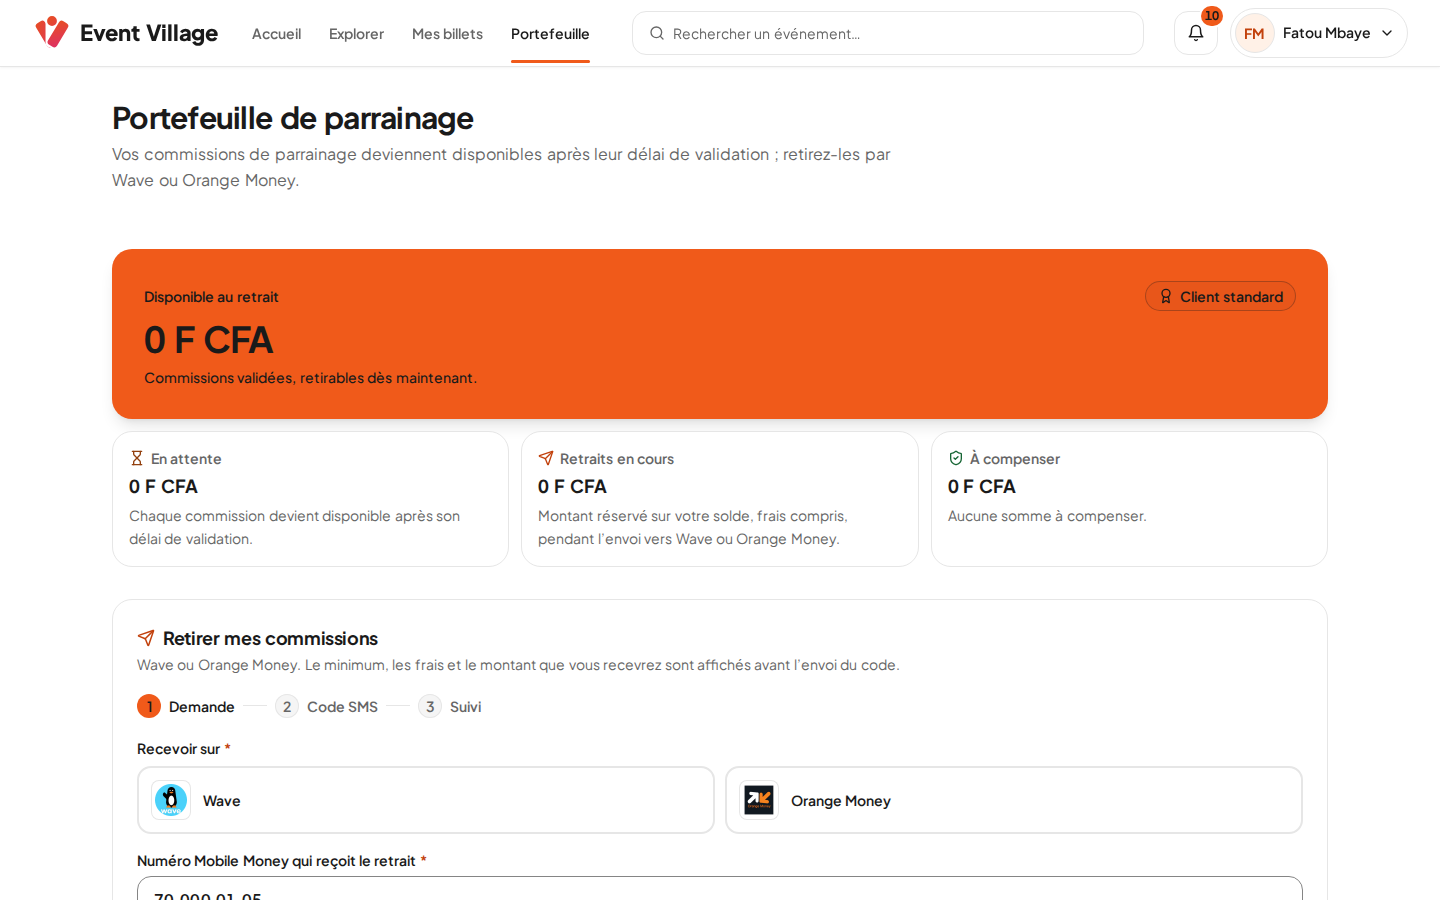 Event Village
Accueil
Explorer
Mes billets
Portefeuille
Rechercher un événement...
10
FM
Fatou Mbaye
Portefeuille de parrainage
Vos commissions de parrainage deviennent disponibles après leur délai de validation ; retirez-les par
Wave ou Orange Money.
Disponible au retrait
Client standard
0 F CFA
Commissions validées, retirables dès maintenant.
En attente
0 F CFA
Chaque commission devient disponible après son
délai de validation.
Retraits en cours
0 F CFA
Montant réservé sur votre solde, frais compris,
pendant l'envoi vers Wave ou Orange Money.
À compenser
0 F CFA
Aucune somme à compenser.
Retirer mes commissions
Wave ou Orange Money. Le minimum, les frais et le montant que vous recevrez sont affichés avant l'envoi du code.
1 Demande
2 Code SMS
3 Suivi
Recevoir sur *
Wave
Orange Money
Numéro Mobile Money qui reçoit le retrait *
70 000 01 05